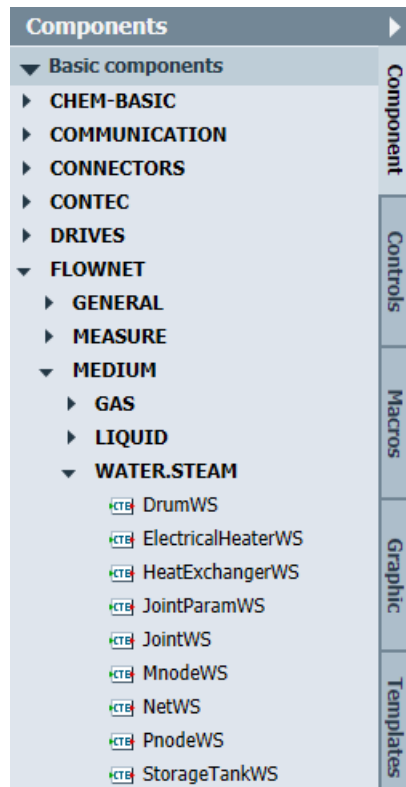 Components
Basic components
CHEM-BASIC
COMMUNICATION
CONNECTORS
CONTEC
DRIVES
FLOWNET
GENERAL
MEASURE
MEDIUM
GAS
LIQUID
WATER.STEAM
CTE DrumWS
CTE ElectricalHeaterWS
CTE HeatExchangerWS
CTE JointParamWS
CTE JointWS
CTE MnodeWS
CTE NetWS
CTE PnodeWS
CTE StorageTankWS
Component
Controls
Macros
Graphic
Templates